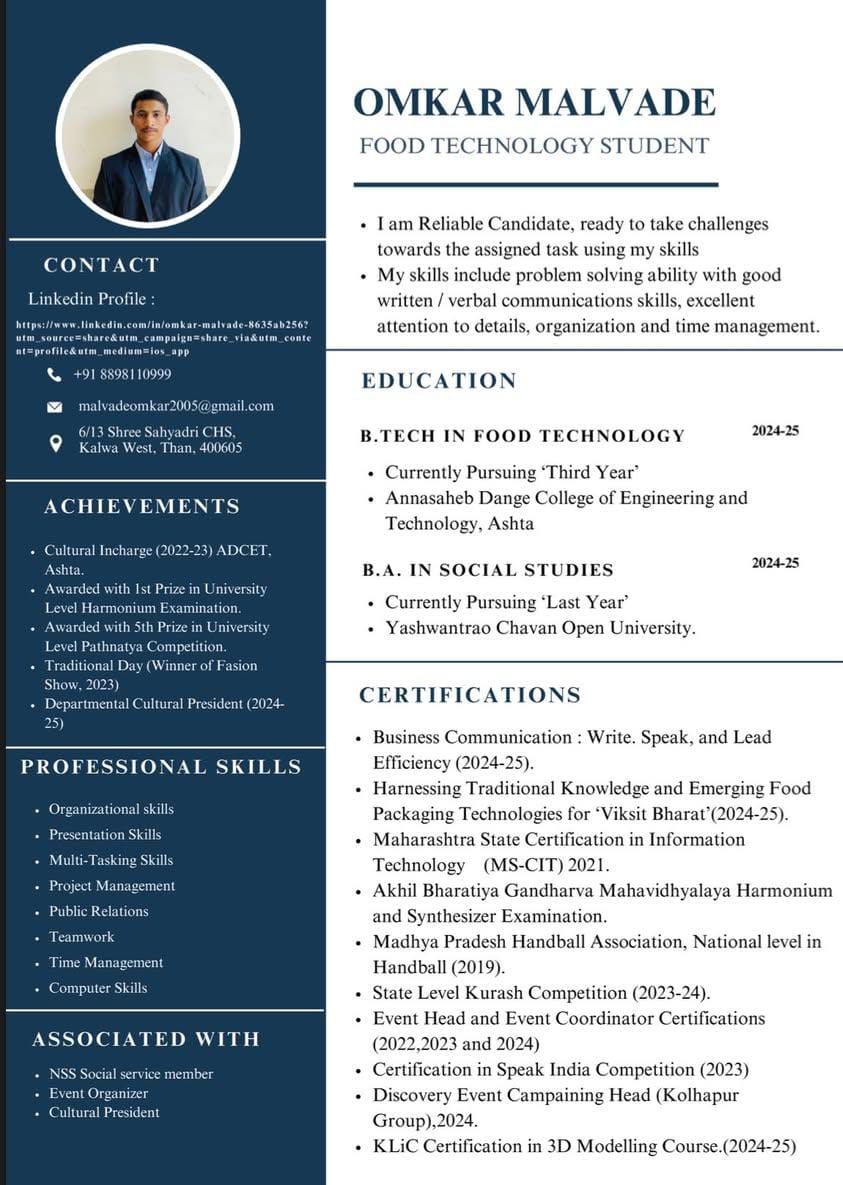 OMKAR MALVADE
FOOD TECHNOLOGY STUDENT
• I am Reliable Candidate, ready to take challenges
towards the assigned task using my skills
• My skills include problem solving ability with good
written / verbal communications skills, excellent
attention to details, organization and time management.
CONTACT
Linkedin Profile :
https://www.linkedin.com/in/omkar-malvade-8635ab256?
utm_source=share&utm_campaign=share_via&utm_conte
nt=profile&utm_medium=ios_app
+91 8898110999
malvadeomkar2005@gmail.com
6/13 Shree Sahyadri CHS,
Kalwa West, Than, 400605
ACHIEVEMENTS
• Cultural Incharge (2022-23) ADCET,
Ashta.
• Awarded with 1st Prize in University
Level Harmonium Examination.
• Awarded with 5th Prize in University
Level Pathnatya Competition.
• Traditional Day (Winner of Fasion
Show, 2023)
• Departmental Cultural President (2024-
25)
PROFESSIONAL SKILLS
• Organizational skills
• Presentation Skills
• Multi-Tasking Skills
• Project Management
• Public Relations
• Teamwork
• Time Management
• Computer Skills
ASSOCIATED WITH
• NSS Social service member
• Event Organizer
• Cultural President
EDUCATION
B.TECH IN FOOD TECHNOLOGY 2024-25
• Currently Pursuing ‘Third Year’
• Annasaheb Dange College of Engineering and
Technology, Ashta
B.A. IN SOCIAL STUDIES 2024-25
• Currently Pursuing ‘Last Year’
• Yashwantrao Chavan Open University.
CERTIFICATIONS
• Business Communication : Write. Speak, and Lead
Efficiency (2024-25).
• Harnessing Traditional Knowledge and Emerging Food
Packaging Technologies for ‘Viksit Bharat’(2024-25).
• Maharashtra State Certification in Information
Technology (MS-CIT) 2021.
• Akhil Bharatiya Gandharva Mahavidhyalaya Harmonium
and Synthesizer Examination.
• Madhya Pradesh Handball Association, National level in
Handball (2019).
• State Level Kurash Competition (2023-24).
• Event Head and Event Coordinator Certifications
(2022,2023 and 2024)
• Certification in Speak India Competition (2023)
• Discovery Event Campaining Head (Kolhapur
Group),2024.
• KLiC Certification in 3D Modelling Course.(2024-25)